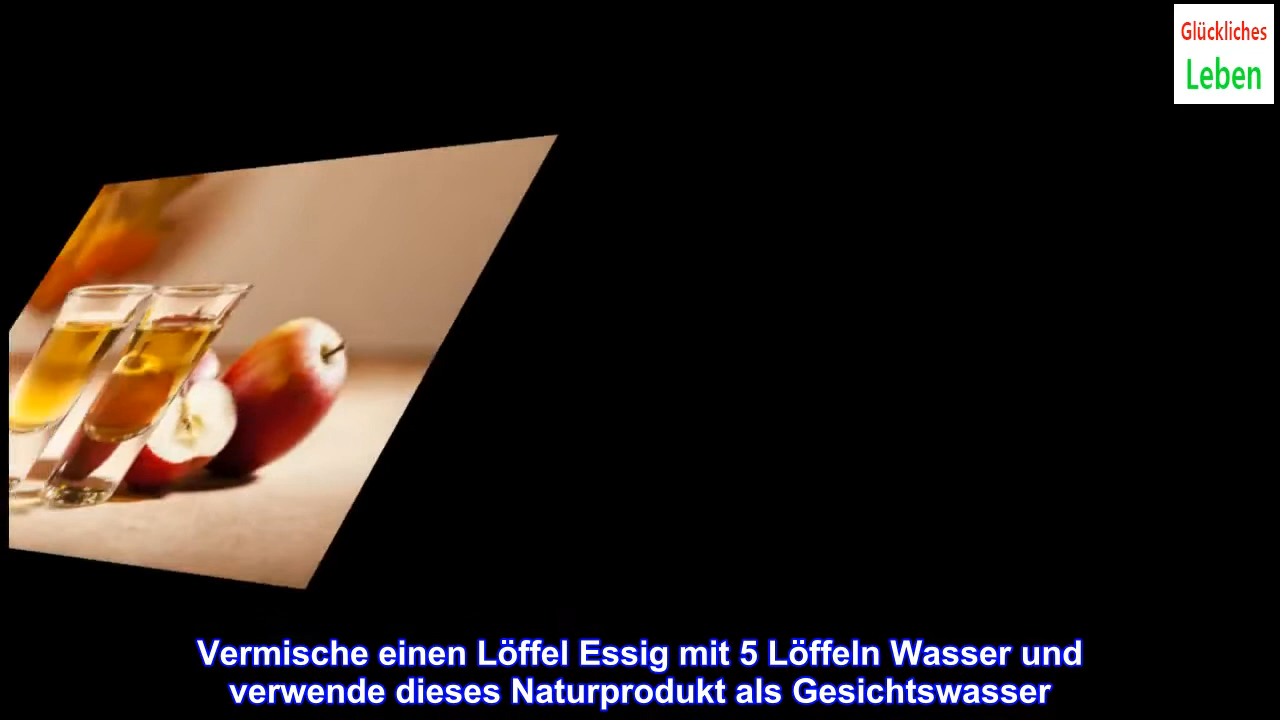 Glückliches
Leben
Vermische einen Löffel Essig mit 5 Löffeln Wasser und
verwende dieses Naturprodukt als Gesichtswasser